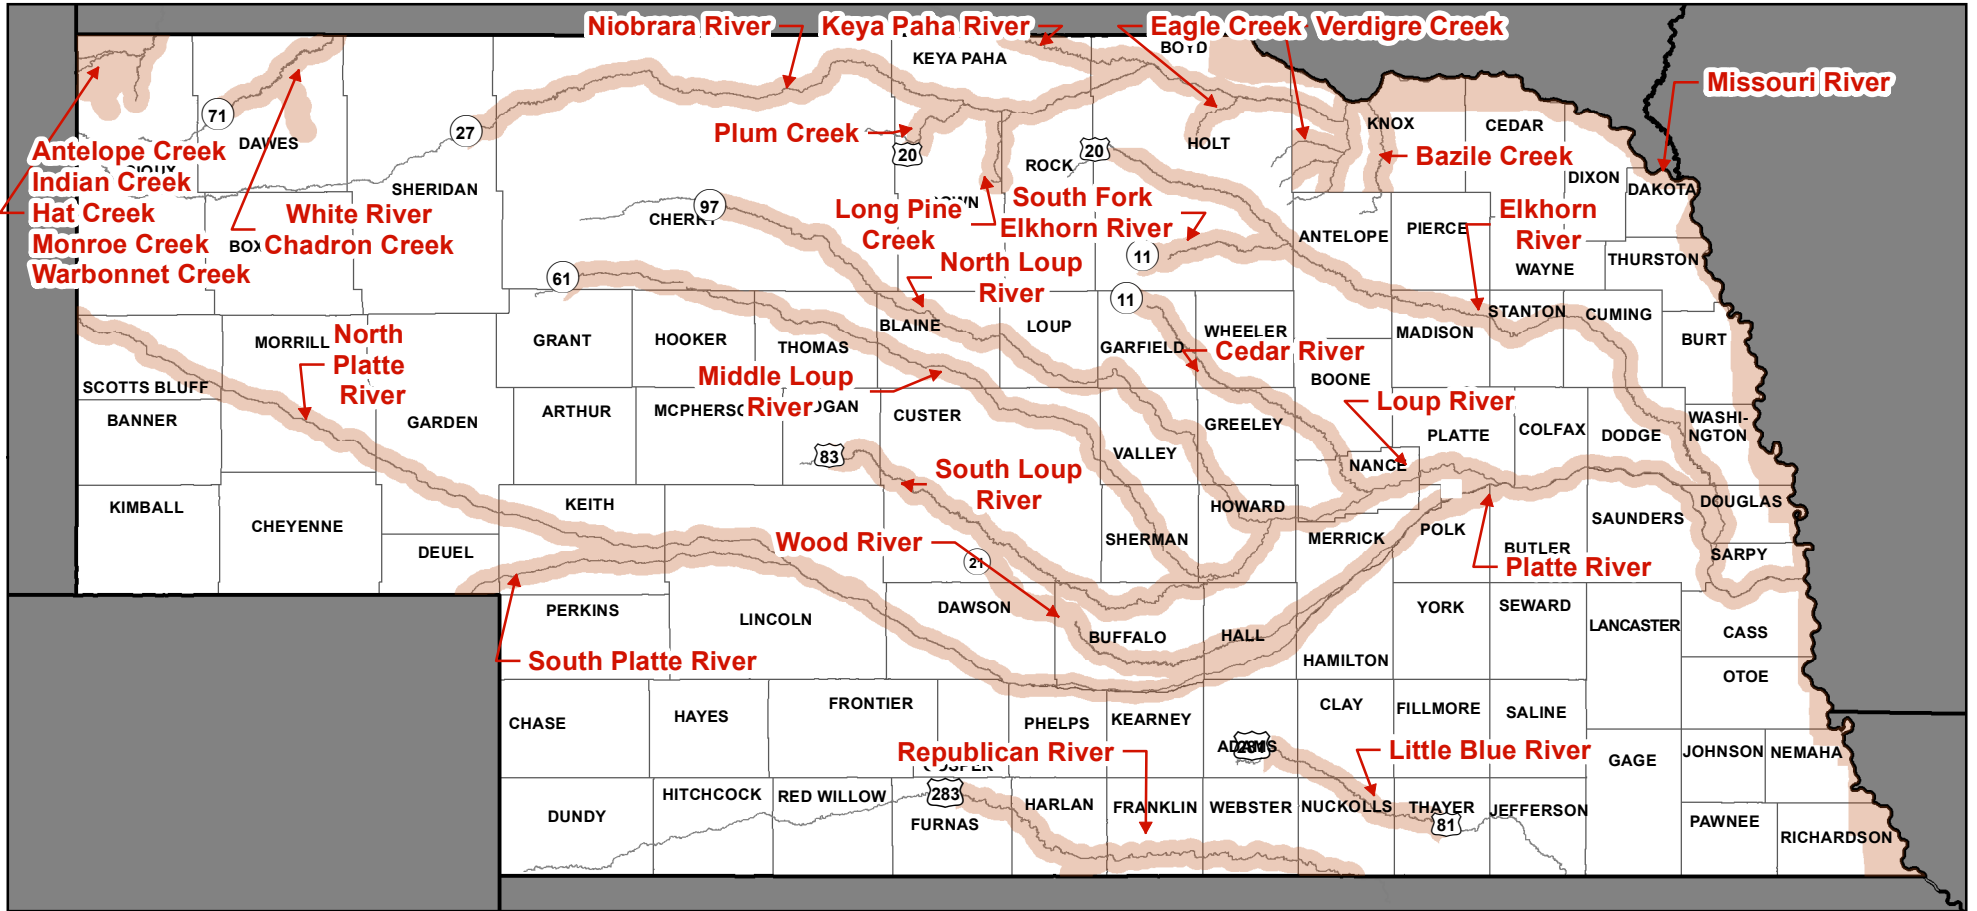 Niobrara River
Keya Paha River
Eagle Creek
Verdigre Creek
BOYD
KEYA PAHA
Missouri River
71
27
DAWES
Plum Creek
20
20
ROCK
HOLT
KNOX
CEDAR
Bazile Creek
DIXON
DAKOTA
Antelope Creek
Indian Creek
Hat Creek
Monroe Creek
Warbonnet Creek
White River
Chadron Creek
SHERIDAN
CHERRY
97
Long Pine
Creek
South Fork
Elkhorn River
11
ANTELOPE
PIERCE
Elkhorn
River
WAYNE
THURSTON
61
North Loup
River
11
BLAINE
LOUP
GARFIELD
WHEELER
Cedar River
BOONE
MADISON
STANTON
CUMING
BURT
MORRILL
North
Platte
River
SCOTTS BLUFF
BANNER
GARDEN
GRANT
HOOKER
THOMAS
ARTHUR
Middle Loup
River
CUSTER
GREELEY
VALLEY
Loup River
PLATTE
COLFAX
DODGE
WASHI-
NGTON
NANCE
83
South Loup
River
KIMBALL
CHEYENNE
DEUEL
KEITH
HOWARD
SHERMAN
MERRICK
POLK
BUTLER
Platte River
SAUNDERS
DOUGLAS
SARPY
Wood River
21
PERKINS
LINCOLN
DAWSON
BUFFALO
HALL
HAMILTON
YORK
SEWARD
LANCASTER
CASS
OTOE
South Platte River
CHASE
HAYES
FRONTIER
PHELPS
KEARNEY
ADAMS
CLAY
FILLMORE
SALINE
GAGE
JOHNSON
NEMAHA
Republican River
Little Blue River
DUNDY
HITCHCOCK
RED WILLOW
283
FURNAS
HARLAN
FRANKLIN
WEBSTER
NUCKOLLS
THAYER
81
JEFFERSON
PAWNEE
RICHARDSON